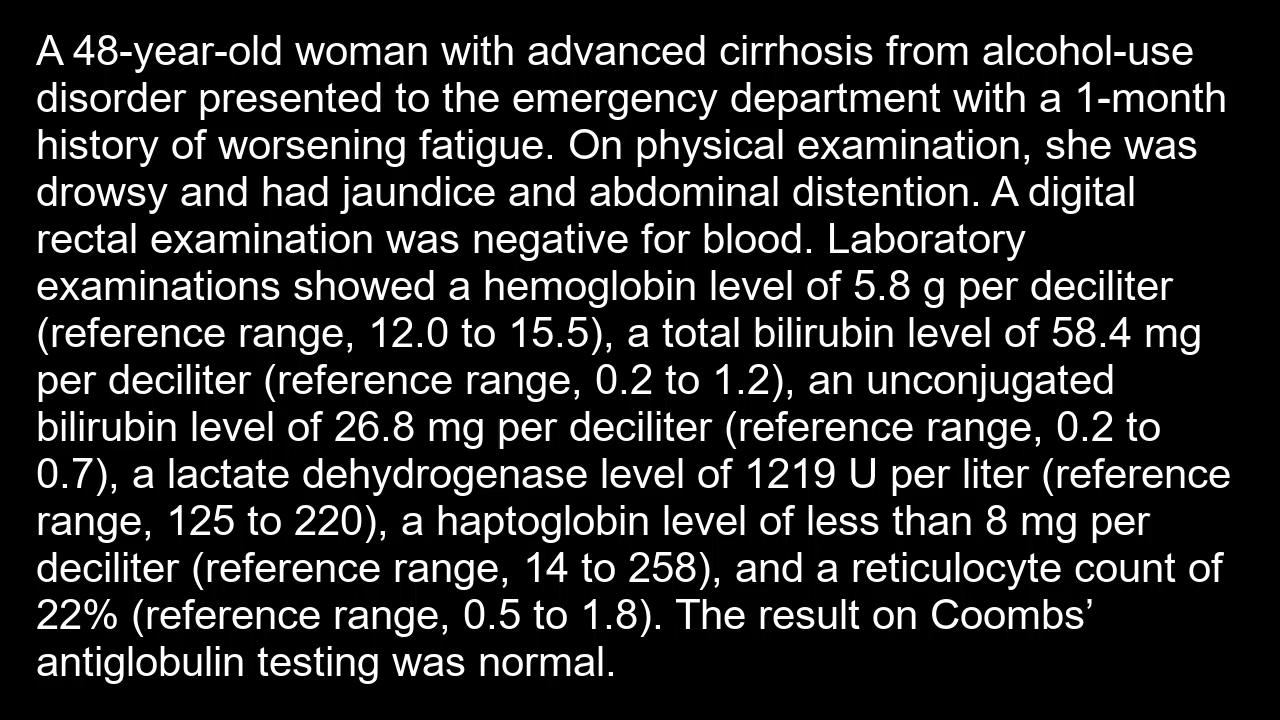 A 48-year-old woman with advanced cirrhosis from alcohol-use
disorder presented to the emergency department with a 1-month
history of worsening fatigue. On physical examination, she was
drowsy and had jaundice and abdominal distention. A digital
rectal examination was negative for blood. Laboratory
examinations showed a hemoglobin level of 5.8 g per deciliter
(reference range, 12.0 to 15.5), a total bilirubin level of 58.4 mg
per deciliter (reference range, 0.2 to 1.2), an unconjugated
bilirubin level of 26.8 mg per deciliter (reference range, 0.2 to
0.7), a lactate dehydrogenase level of 1219 U per liter (reference
range, 125 to 220), a haptoglobin level of less than 8 mg per
deciliter (reference range, 14 to 258), and a reticulocyte count of
22% (reference range, 0.5 to 1.8). The result on Coombs’
antiglobulin testing was normal.